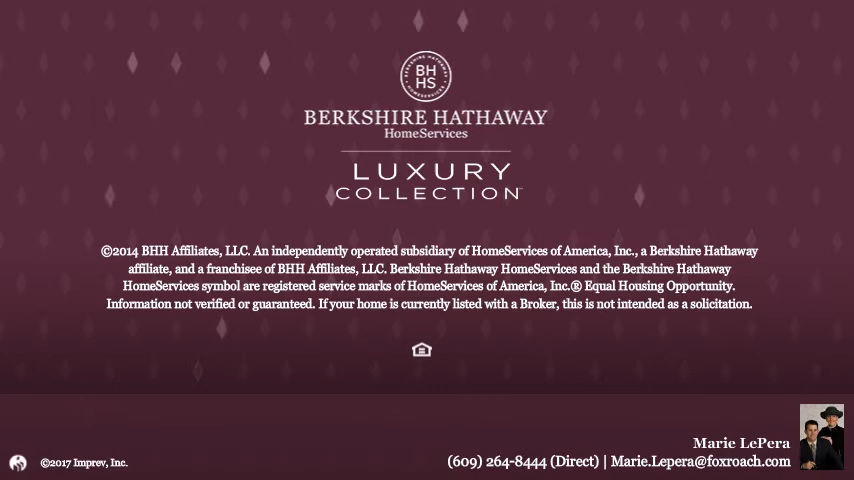 BERKSHIRE HATHAWAY
HOMESERVICES
BH
HS
BERKSHIRE HATHAWAY
HomeServices
LUXURY
COLLECTION™
©2014 BHH Affiliates, LLC. An independently operated subsidiary of HomeServices of America, Inc., a Berkshire Hathaway
affiliate, and a franchisee of BHH Affiliates, LLC. Berkshire Hathaway HomeServices and the Berkshire Hathaway
HomeServices symbol are registered service marks of HomeServices of America, Inc.® Equal Housing Opportunity.
Information not verified or guaranteed. If your home is currently listed with a Broker, this is not intended as a solicitation.
Marie LePera
(609) 264-8444 (Direct) | Marie.Lepera@foxroach.com
©2017 Imprev, Inc.